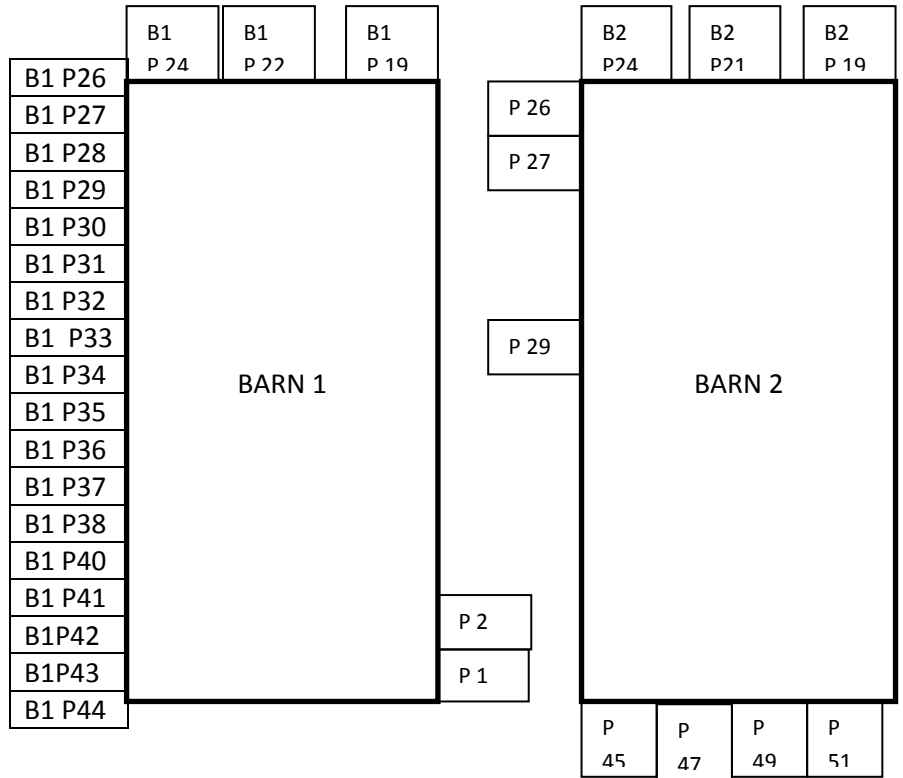 B1
P 24
B1
P 22
B1
P 19
B2
P24
B2
P21
B2
P 19
B1 P26
B1 P27
B1 P28
B1 P29
B1 P30
B1 P31
B1 P32
B1 P33
B1 P34
B1 P35
B1 P36
B1 P37
B1 P38
B1 P40
B1 P41
B1P42
B1P43
B1 P44
BARN 1
P 2
P 1
P 26
P 27
P 29
BARN 2
P
45
P
47
P
49
P
51